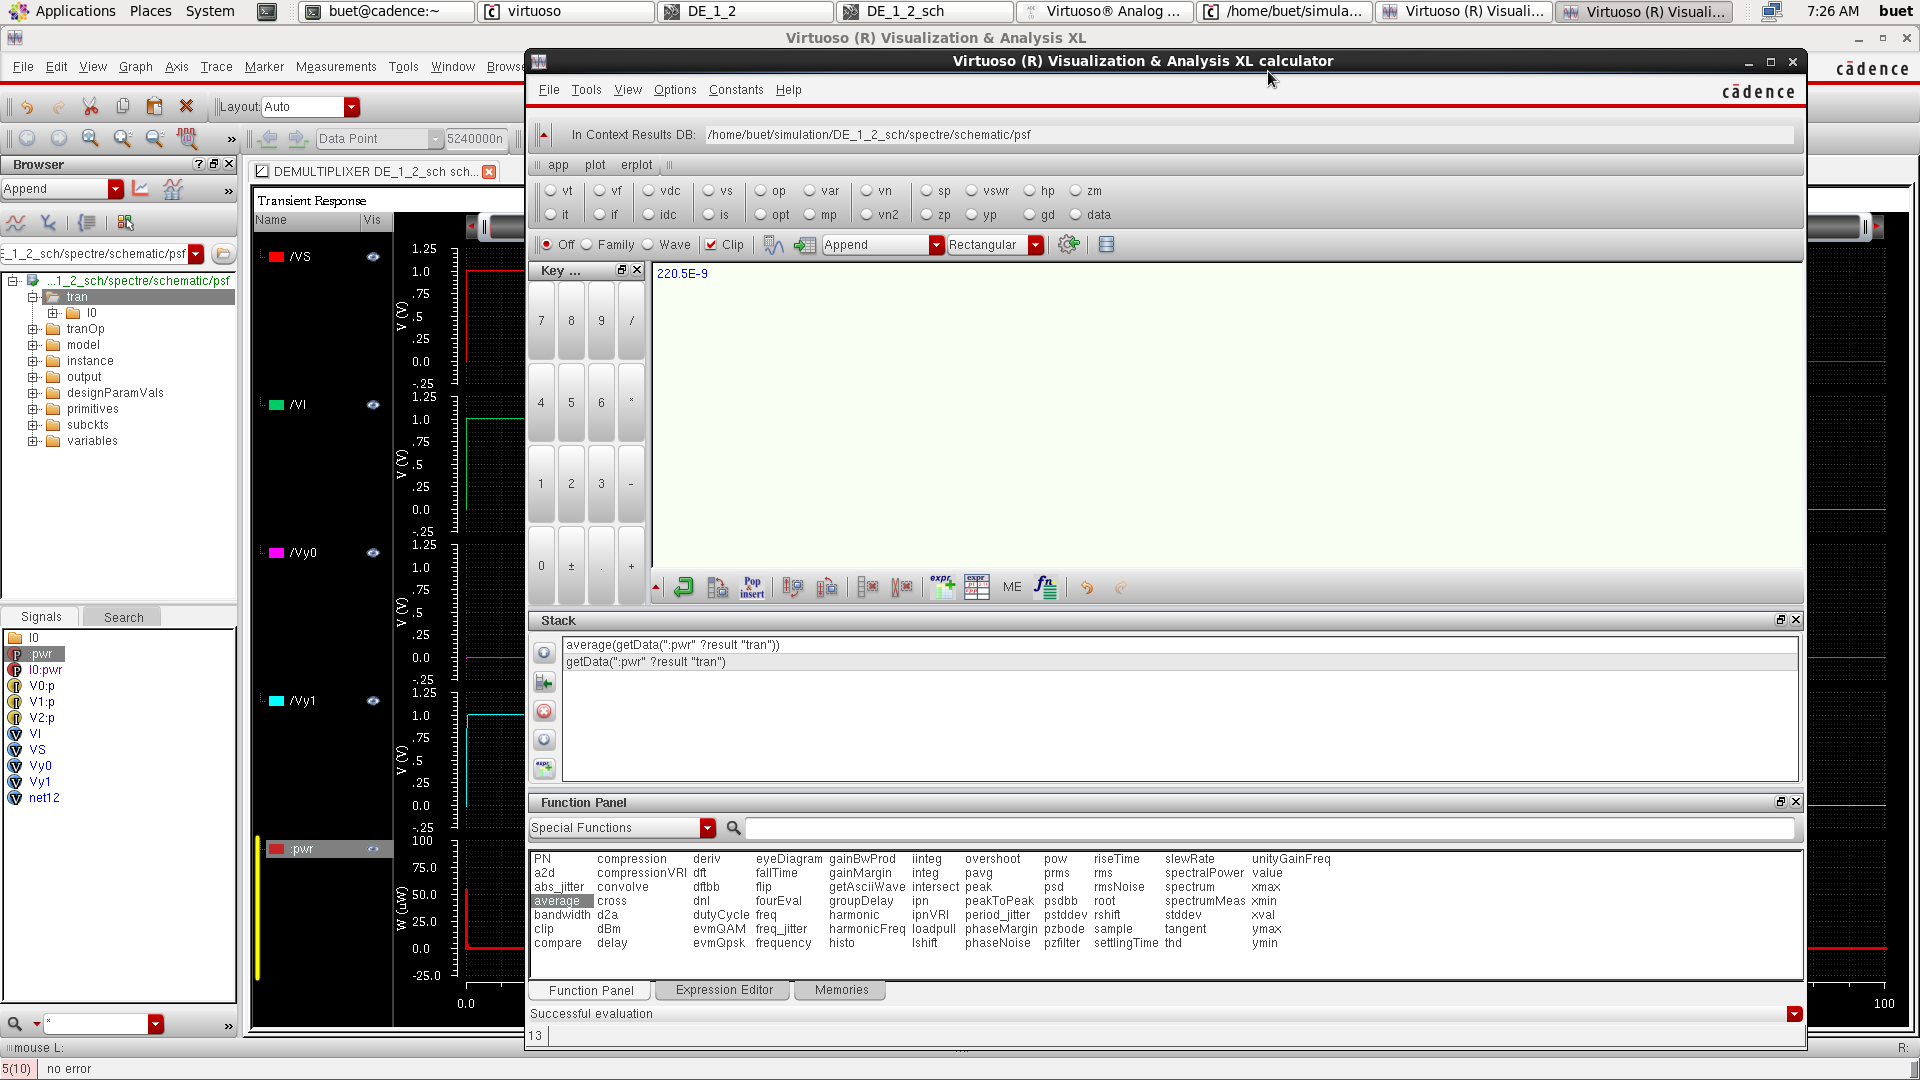 Applications Places System buet@cadence:~ virtuoso DE_1_2 DE_1_2_sch Virtuoso® Analog ... /home/buet/simula... Virtuoso (R) Visuali... Virtuoso (R) Visuali... 7:26 AM buet
Virtuoso (R) Visualization & Analysis XL
File Edit View Graph Axis Trace Marker Measurements Tools Window Brows
cādence
Layout: Auto
Data Point 5240000n
Browser
Append
_1_2_sch/spectre/schematic/psf
...1_2_sch/spectre/schematic/psf
tran
I0
tranOp
model
instance
output
designParamVals
primitives
subckts
variables
Signals Search
I0
:pwr
I0:pwr
V0:p
V1:p
V2:p
VI
VS
Vy0
Vy1
net12
*
mouse L:
R:
5(10) no error
DEMULTIPLIXER DE_1_2_sch sch...
Transient Response
Name Vis
/VS
1.25
1.0
.75
.5
.25
0.0
-.25
V (V)
/VI
1.25
1.0
.75
.5
.25
0.0
-.25
V (V)
/Vy0
1.25
1.0
.75
.5
.25
0.0
-.25
V (V)
/Vy1
1.25
1.0
.75
.5
.25
0.0
-.25
V (V)
:pwr
100
75.0
50.0
25.0
0.0
-25.0
W (uW)
0.0
100
Virtuoso (R) Visualization & Analysis XL calculator
File Tools View Options Constants Help
cādence
In Context Results DB: /home/buet/simulation/DE_1_2_sch/spectre/schematic/psf
app plot erplot
vt vf vdc vs op var vn sp vswr hp zm
it if idc is opt mp vn2 zp yp gd data
Off Family Wave Clip Append Rectangular
Key ...
220.5E-9
7 8 9 /
4 5 6 *
1 2 3 -
0 ± . +
Pop insert expr expr ME fn
Stack
average(getData(":pwr" ?result "tran"))
getData(":pwr" ?result "tran")
expr
Function Panel
Special Functions
PN compression deriv eyeDiagram gainBwProd iinteg overshoot pow riseTime slewRate unityGainFreq
a2d compressionVRI dft fallTime gainMargin integ pavg prms rms spectralPower value
abs_jitter convolve dftbb flip getAsciiWave intersect peak psd rmsNoise spectrum xmax
average cross dnl fourEval groupDelay ipn peakToPeak psdbb root spectrumMeas xmin
bandwidth d2a dutyCycle freq harmonic ipnVRI period_jitter pstddev rshift stddev xval
clip dBm evmQAM freq_jitter harmonicFreq loadpull phaseMargin pzbode sample tangent ymax
compare delay evmQpsk frequency histo lshift phaseNoise pzfilter settlingTime thd ymin
Function Panel Expression Editor Memories
Successful evaluation
13